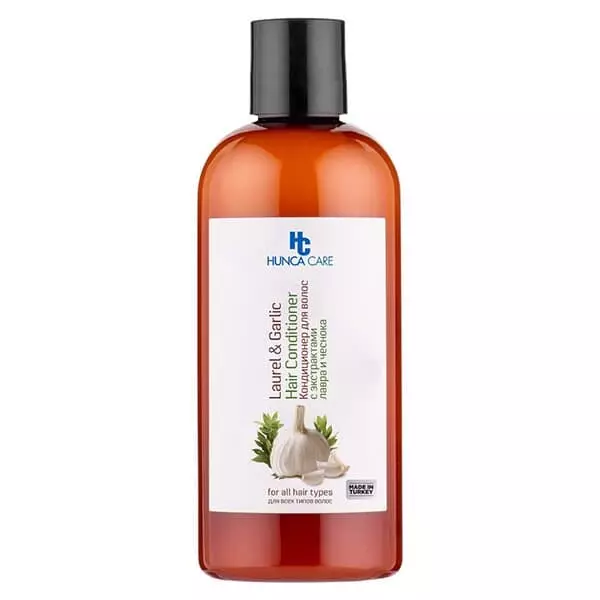 HC
HUNCA CARE
Laurel & Garlic
Hair Conditioner
Кондиционер для волос
с экстрактами
лавра и чеснока
for all hair types
для всех типов волос
MADE IN
TURKEY